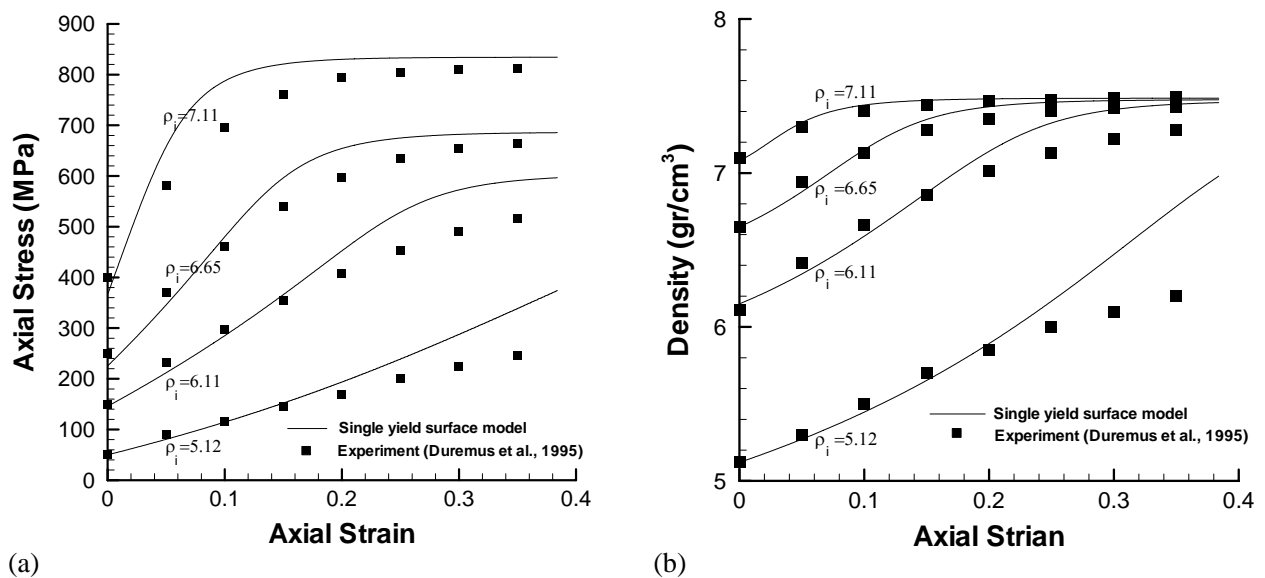 900
800
700
600
500
400
300
200
100
0
Axial Stress (MPa)
ρi=7.11
ρi=6.65
ρi=6.11
ρi=5.12
Single yield surface model
Experiment (Duremus et al., 1995)
0 0.1 0.2 0.3 0.4
Axial Strain
(a)
8
7
6
5
Density (gr/cm³)
ρi=7.11
ρi=6.65
ρi=6.11
ρi=5.12
Single yield surface model
Experiment (Duremus et al., 1995)
0 0.1 0.2 0.3 0.4
Axial Strian
(b)